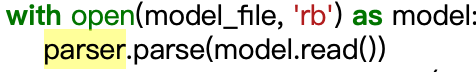 with open(model_file, 'rb') as model:
parser.parse(model.read())